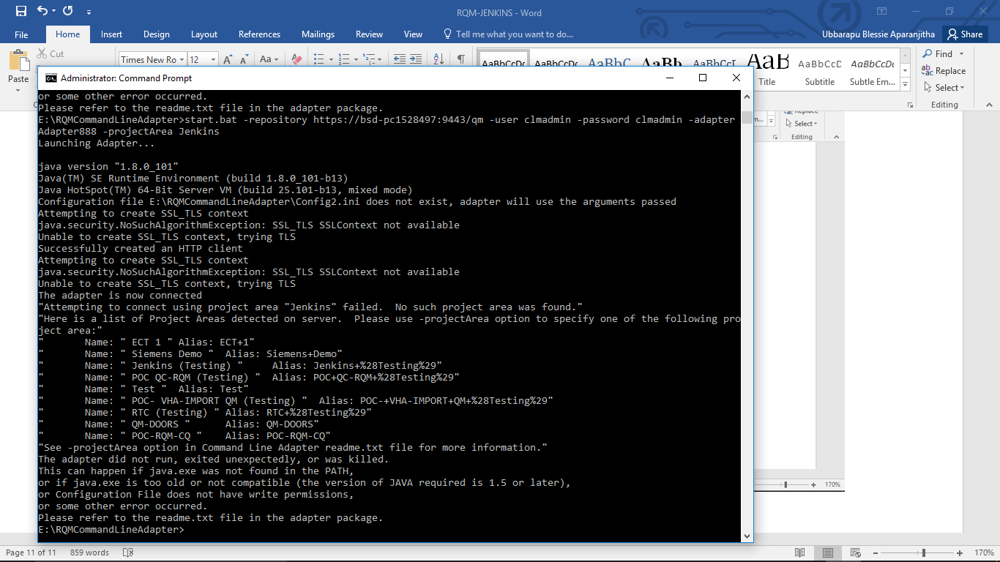 RQM-JENKINS - Word
File Home Insert Design Layout References Mailings Review View Tell me what you want to do... Ubbarapu Blessie Aparanjitha Share
Cut
Times New Ro 12 Aa
Paste
AaBbCcDc AaBbCcDc AaBbC AaBb AaBbCcI AaB AaBbCcD AaBbCcDc
Title Subtitle Subtle Em...
Find
Replace
Select
Editing
Administrator: Command Prompt
or some other error occurred.
Please refer to the readme.txt file in the adapter package.
E:\RQMCommandLineAdapter>start.bat -repository https://bsd-pc1528497:9443/qm -user clmadmin -password clmadmin -adapter
Adapter888 -projectArea Jenkins
Launching Adapter...
java version "1.8.0_101"
Java(TM) SE Runtime Environment (build 1.8.0_101-b13)
Java HotSpot(TM) 64-Bit Server VM (build 25.101-b13, mixed mode)
Configuration file E:\RQMCommandLineAdapter\Config2.ini does not exist, adapter will use the arguments passed
Attempting to create SSL_TLS context
java.security.NoSuchAlgorithmException: SSL_TLS SSLContext not available
Unable to create SSL_TLS context, trying TLS
Successfully created an HTTP client
Attempting to create SSL_TLS context
java.security.NoSuchAlgorithmException: SSL_TLS SSLContext not available
Unable to create SSL_TLS context, trying TLS
The adapter is now connected
"Attempting to connect using project area "Jenkins" failed.  No such project area was found."
"Here is a list of Project Areas detected on server.  Please use -projectArea option to specify one of the following pro
ject area:"
"       Name: " ECT 1 " Alias: ECT+1"
"       Name: " Siemens Demo "  Alias: Siemens+Demo"
"       Name: " Jenkins (Testing) "     Alias: Jenkins+%28Testing%29"
"       Name: " POC QC-RQM (Testing) "  Alias: POC+QC-RQM+%28Testing%29"
"       Name: " Test "  Alias: Test"
"       Name: " POC- VHA-IMPORT QM (Testing) "  Alias: POC-+VHA-IMPORT+QM+%28Testing%29"
"       Name: " RTC (Testing) " Alias: RTC+%28Testing%29"
"       Name: " QM-DOORS "      Alias: QM-DOORS"
"       Name: " POC-RQM-CQ "    Alias: POC-RQM-CQ"
"See -projectArea option in Command Line Adapter readme.txt file for more information."
The adapter did not run, exited unexpectedly, or was killed.
This can happen if java.exe was not found in the PATH,
or if java.exe is too old or not compatible (the version of JAVA required is 1.5 or later),
or Configuration File does not have write permissions,
or some other error occurred.
Please refer to the readme.txt file in the adapter package.
E:\RQMCommandLineAdapter>
Replace
Select
Editing
170%
Page 11 of 11 859 words 170%